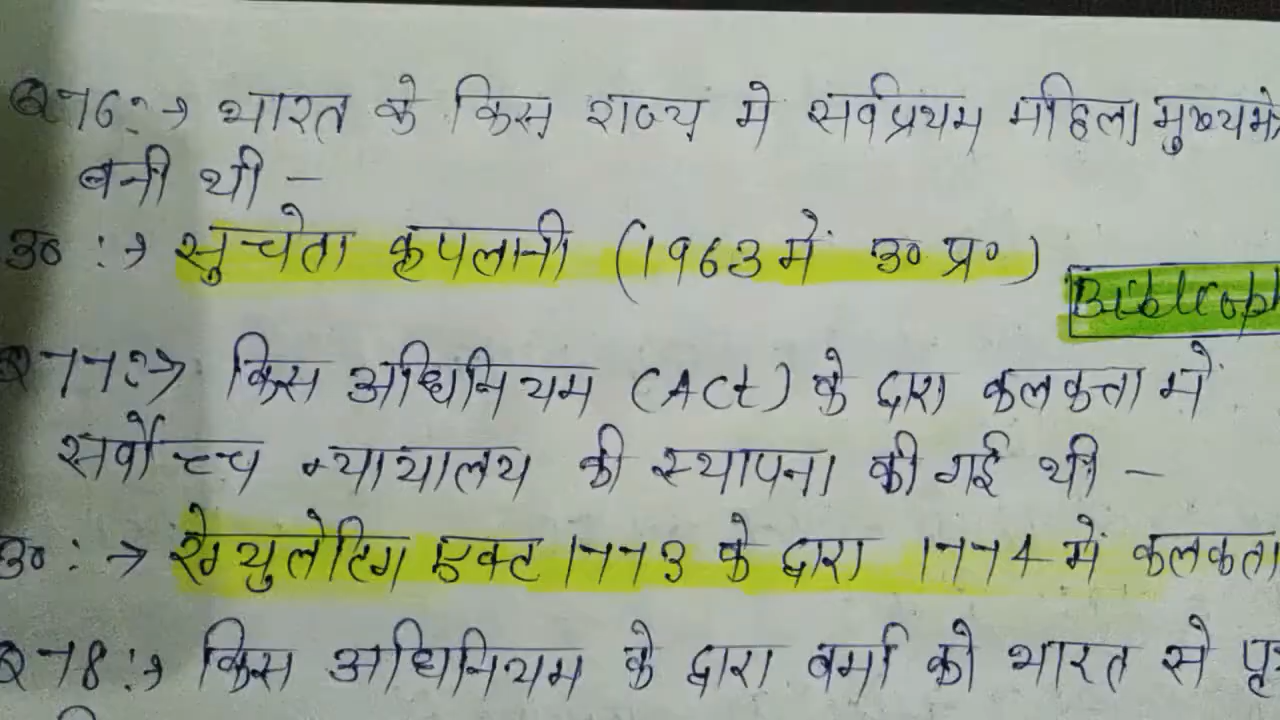 Q76:→ भारत के किस राज्य मे सर्वप्रथम महिला मुख्यमं
बनी थी –
उ० :→ सुचेता कृपलानी (1963 में उ० प्र०)
Q77:→ किस अधिनियम (Act) के द्वारा कलकत्ता में
सर्वोच्च न्यायालय की स्थापना की गई थी –
उ० :→ रेग्युलेटिंग एक्ट 1773 के द्वारा 1774 में कलकता
Q78:→ किस अधिनियम के द्वारा बर्मा को भारत से